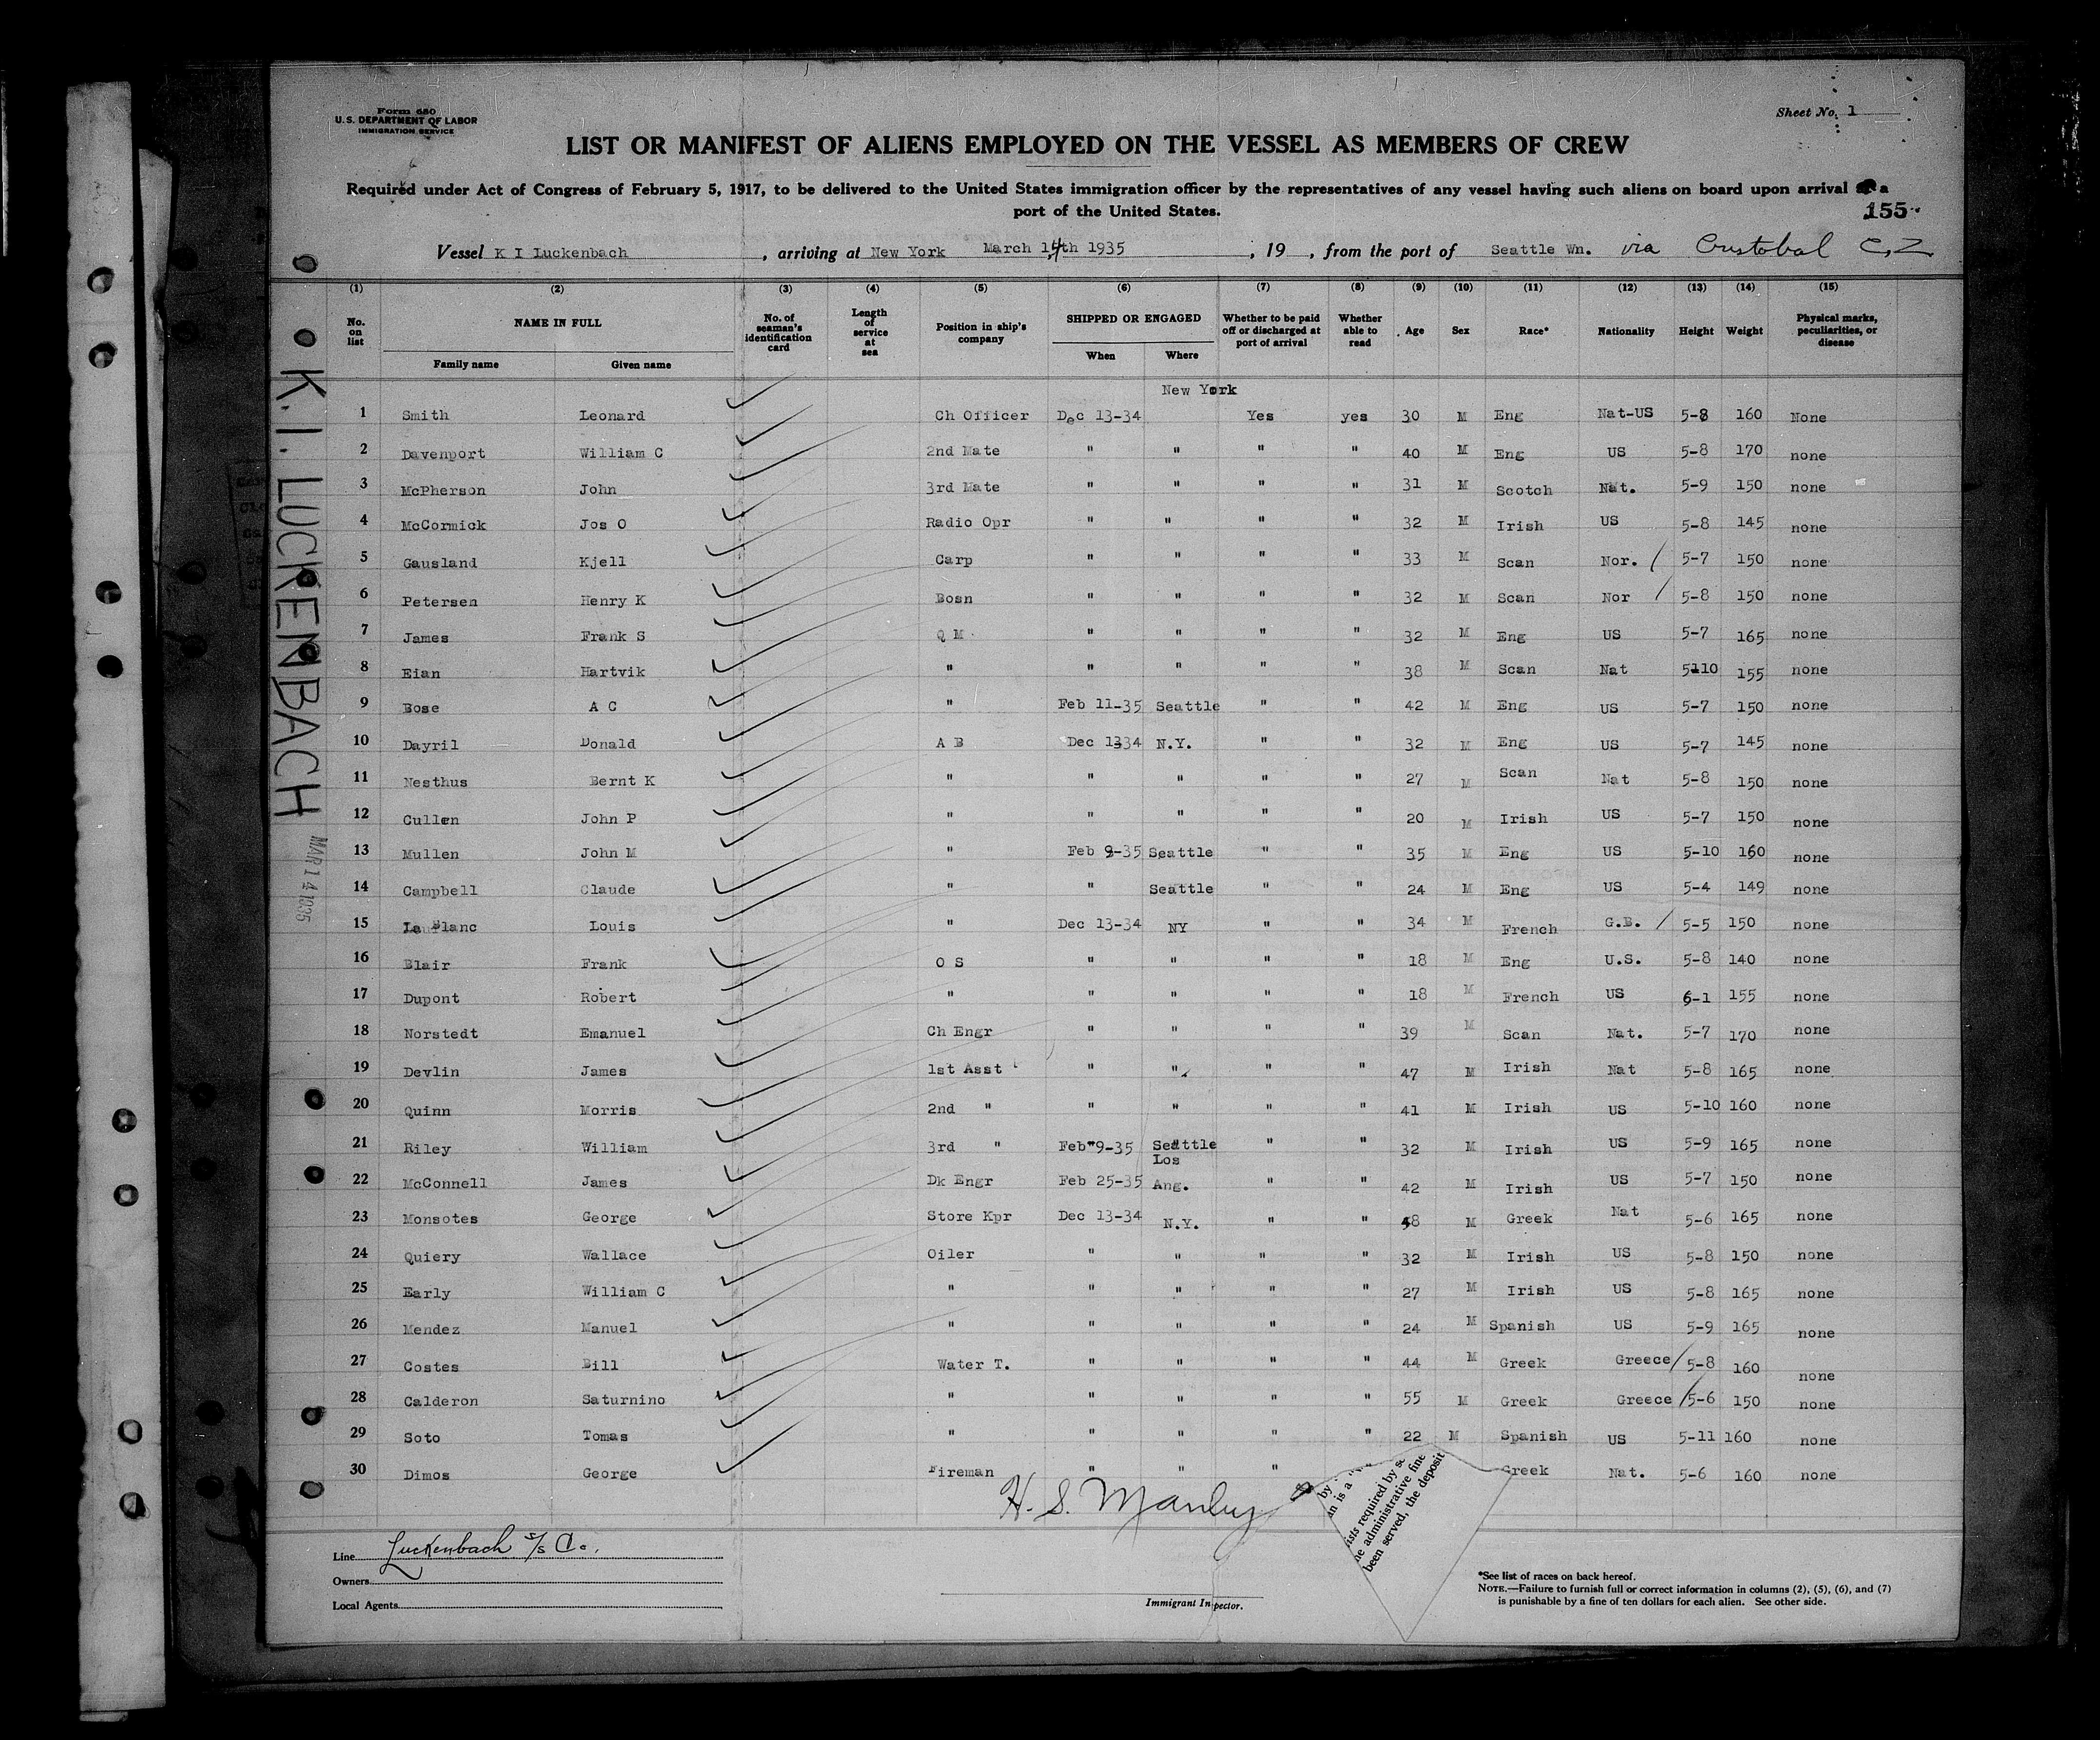 Form 680
U.S. DEPARTMENT OF LABOR
IMMIGRATION SERVICE
Sheet No. 1
LIST OR MANIFEST OF ALIENS EMPLOYED ON THE VESSEL AS MEMBERS OF CREW
Required under Act of Congress of February 5, 1917, to be delivered to the United States immigration officer by the representatives of any vessel having such aliens on board upon arrival at a
port of the United States.
155
Vessel K I Luckenbach , arriving at New York March 14th 1935 , 19 , from the port of Seattle Wn. via Cristobal C,Z
(1) (2) (3) (4) (5) (6) (7) (8) (9) (10) (11) (12) (13) (14) (15)
No. on list NAME IN FULL Family name Given name No. of seaman's identification card Length of service at sea Position in ship's company SHIPPED OR ENGAGED When Where Whether to be paid off or discharged at port of arrival Whether able to read Age Sex Race* Nationality Height Weight Physical marks, peculiarities, or disease
New York
1 Smith Leonard Ch Officer Dec 13-34 Yes yes 30 M Eng Nat-US 5-8 160 None
2 Davenport William C 2nd Mate " " " " 40 M Eng US 5-8 170 none
3 McPherson John 3rd Mate " " " " 31 M Scotch Nat. 5-9 150 none
4 McCormick Jos O Radio Opr " " " " 32 M Irish US 5-8 145 none
5 Gausland Kjell Carp " " " " 33 M Scan Nor. / 5-7 150 none
6 Petersen Henry K Bosn " " " " 32 M Scan Nor / 5-8 150 none
7 James Frank S Q M " " " " 32 M Eng US 5-7 165 none
8 Eian Hartvik " " " " " 38 M Scan Nat 5-10 155 none
9 Bose A C " Feb 11-35 Seattle " " 42 M Eng US 5-7 150 none
10 Dayril Donald A B Dec 1334 N.Y. " " 32 M Eng US 5-7 145 none
11 Nesthus Bernt K " " " " " 27 M Scan Nat 5-8 150 none
12 Cullen John P " " " " " 20 M Irish US 5-7 150 none
13 Mullen John M " Feb 9-35 Seattle " " 35 M Eng US 5-10 160 none
14 Campbell Claude " " Seattle " " 24 M Eng US 5-4 149 none
15 La Blanc Louis " Dec 13-34 NY " " 34 M French G.B. / 5-5 150 none
16 Blair Frank O S " " " " 18 M Eng U.S. 5-8 140 none
17 Dupont Robert " " " " " 18 M French US 6-1 155 none
18 Norstedt Emanuel Ch Engr " " " " 39 M Scan Nat. 5-7 170 none
19 Devlin James 1st Asst " " " " 47 M Irish Nat 5-8 165 none
20 Quinn Morris 2nd " " " " " 41 M Irish US 5-10 160 none
21 Riley William 3rd " Feb 9-35 Seattle " " 32 M Irish US 5-9 165 none
22 McConnell James Dk Engr Feb 25-35 Los Ang. " " 42 M Irish US 5-7 150 none
23 Monsotes George Store Kpr Dec 13-34 N.Y. " " 48 M Greek Nat 5-6 165 none
24 Quiery Wallace Oiler " " " " 32 M Irish US 5-8 150 none
25 Early William C " " " " " 27 M Irish US 5-8 165 none
26 Mendez Manuel " " " " " 24 M Spanish US 5-9 165 none
27 Costes Bill Water T. " " " " 44 M Greek Greece / 5-8 160 none
28 Calderon Saturnino " " " " " 55 M Greek Greece / 5-6 150 none
29 Soto Tomas " " " " " 22 M Spanish US 5-11 160 none
30 Dimos George Fireman " " " Greek Nat. 5-6 160 none
H. S. Manley
by
an is a "
ists required by se
he administrative fine
been served, the deposit
Line Luckenbach S/S Co.
Owners
Local Agents
Immigrant Inspector.
*See list of races on back hereof.
NOTE.—Failure to furnish full or correct information in columns (2), (5), (6), and (7)
is punishable by a fine of ten dollars for each alien. See other side.
K. I. LUCKENBACH
MAR 14 1935